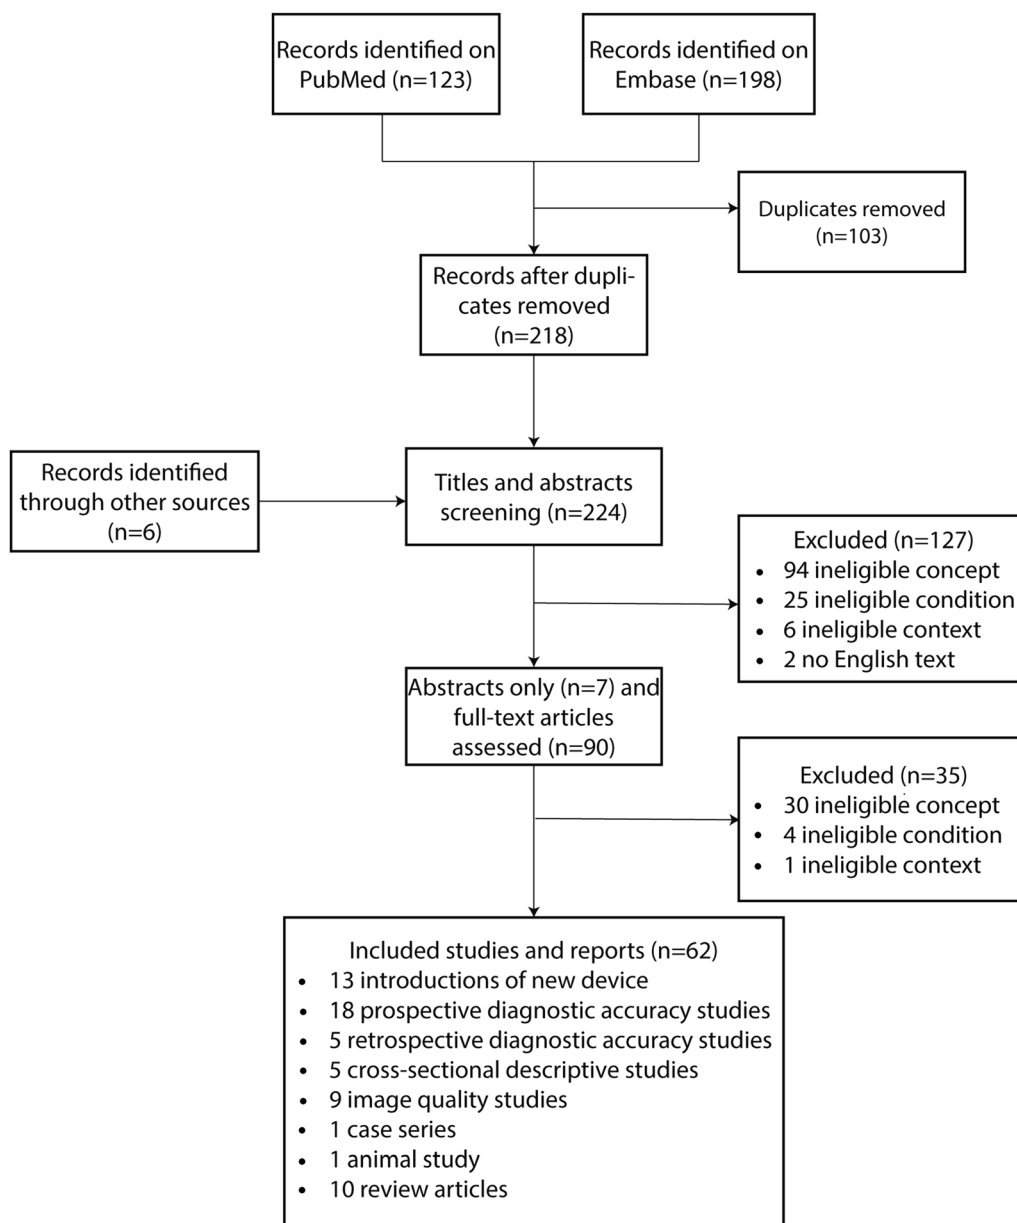 Records identified on
PubMed (n=123)
Records identified on
Embase (n=198)
Duplicates removed
(n=103)
Records after dupli-
cates removed
(n=218)
Records identified
through other sources
(n=6)
Titles and abstracts
screening (n=224)
Excluded (n=127)
• 94 ineligible concept
• 25 ineligible condition
• 6 ineligible context
• 2 no English text
Abstracts only (n=7) and
full-text articles
assessed (n=90)
Excluded (n=35)
• 30 ineligible concept
• 4 ineligible condition
• 1 ineligible context
Included studies and reports (n=62)
• 13 introductions of new device
• 18 prospective diagnostic accuracy studies
• 5 retrospective diagnostic accuracy studies
• 5 cross-sectional descriptive studies
• 9 image quality studies
• 1 case series
• 1 animal study
• 10 review articles